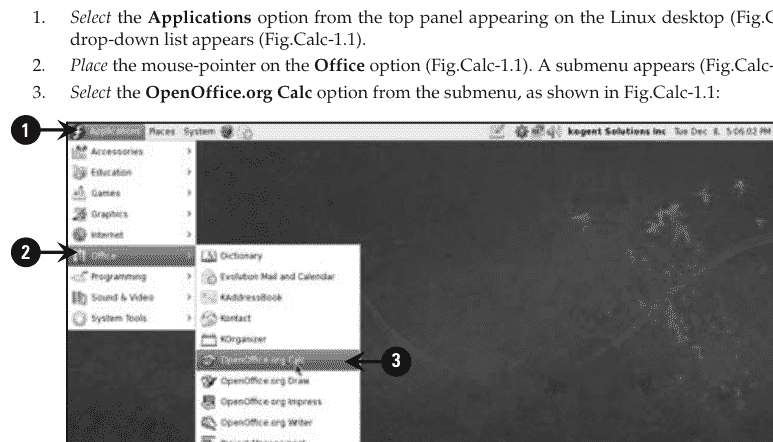 1. Select the Applications option from the top panel appearing on the Linux desktop (Fig.C
drop-down list appears (Fig.Calc-1.1).
2. Place the mouse-pointer on the Office option (Fig.Calc-1.1). A submenu appears (Fig.Calc-
3. Select the OpenOffice.org Calc option from the submenu, as shown in Fig.Calc-1.1:
1 Applications Places System kogent Solutions Inc Tue Dec 8, 5:06:02 PM
Accessories
Education
Games
Graphics
Internet
2 Office
Dictionary
Programming
Evolution Mail and Calendar
Sound & Video
KAddressBook
System Tools
Kontact
KOrganizer
OpenOffice.org Calc 3
OpenOffice.org Draw
OpenOffice.org Impress
OpenOffice.org Writer
Project Management